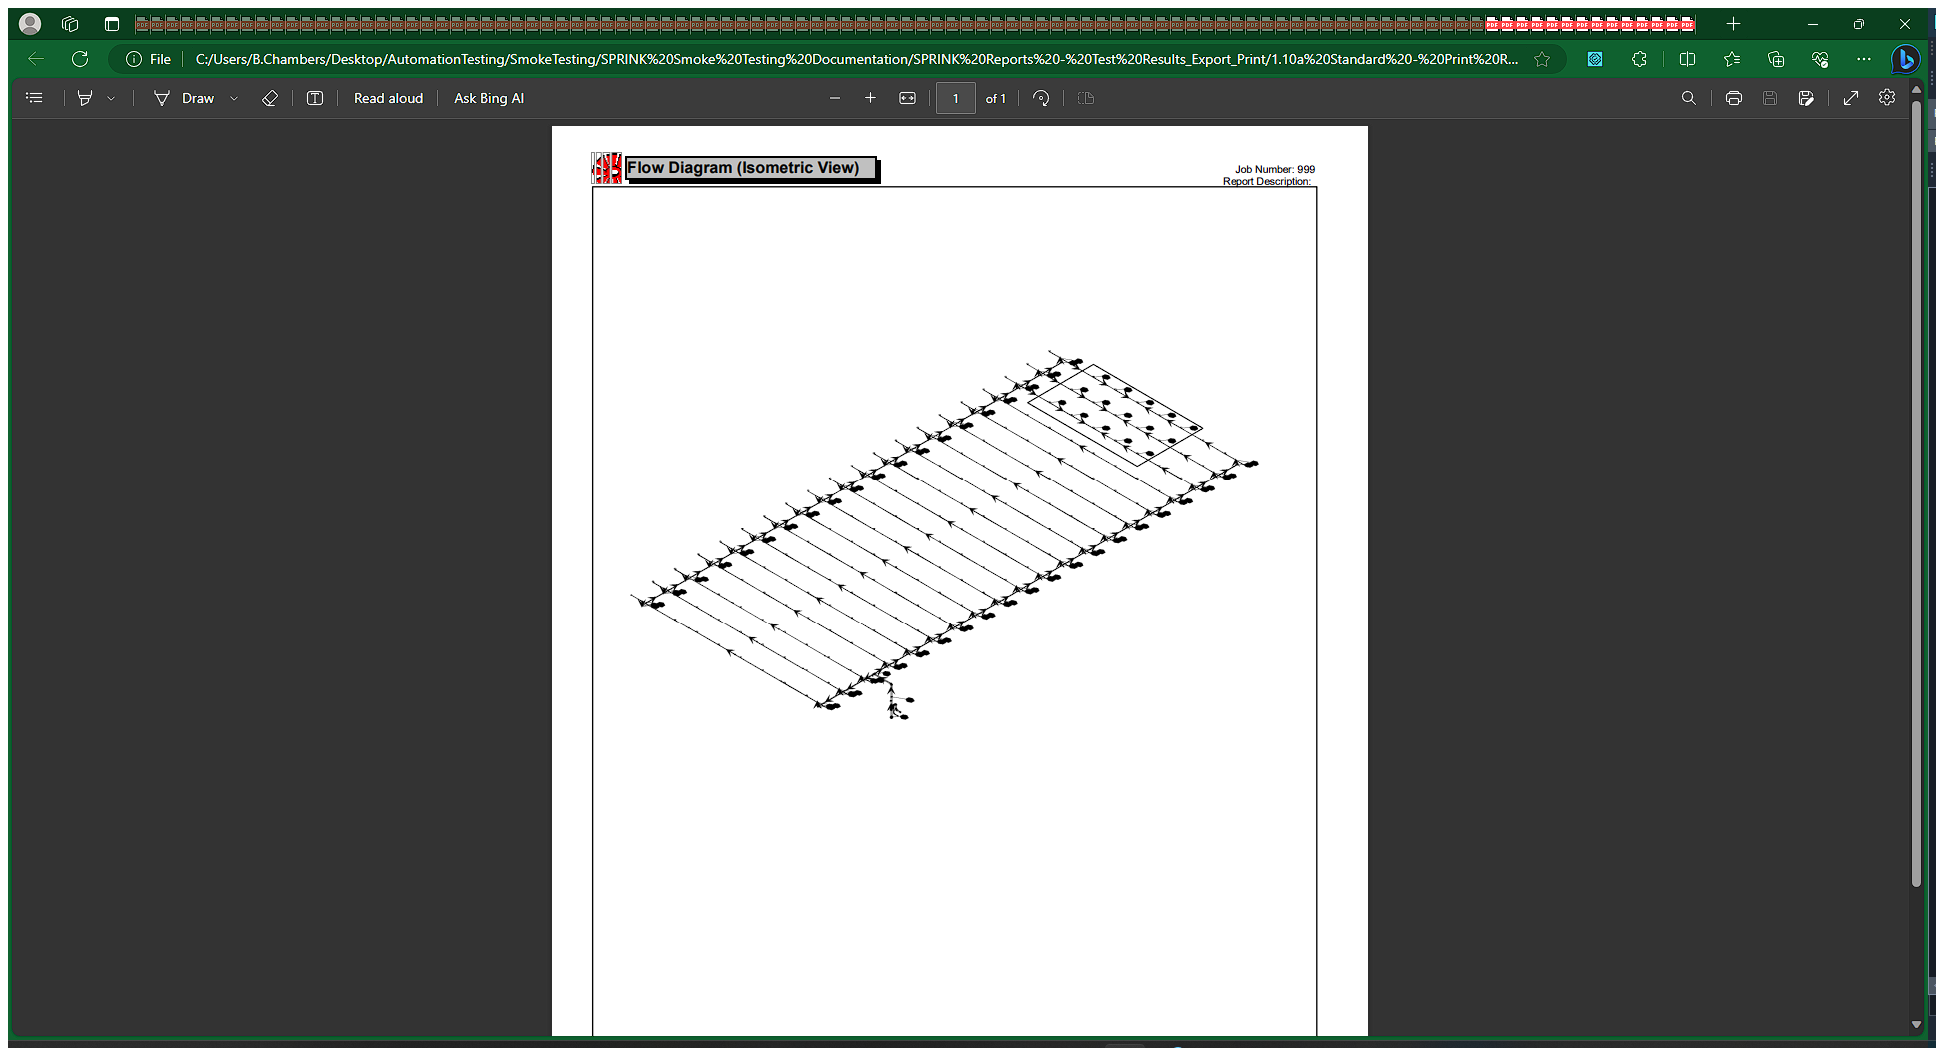 File
C:/Users/B.Chambers/Desktop/AutomationTesting/SmokeTesting/SPRINK%20Smoke%20Testing%20Documentation/SPRINK%20Reports%20-%20Test%20Results_Export_Print/1.10a%20Standard%20-%20Print%20R...
Draw
Read aloud
Ask Bing AI
1
of 1
Flow Diagram (Isometric View)
Job Number: 999
Report Description: